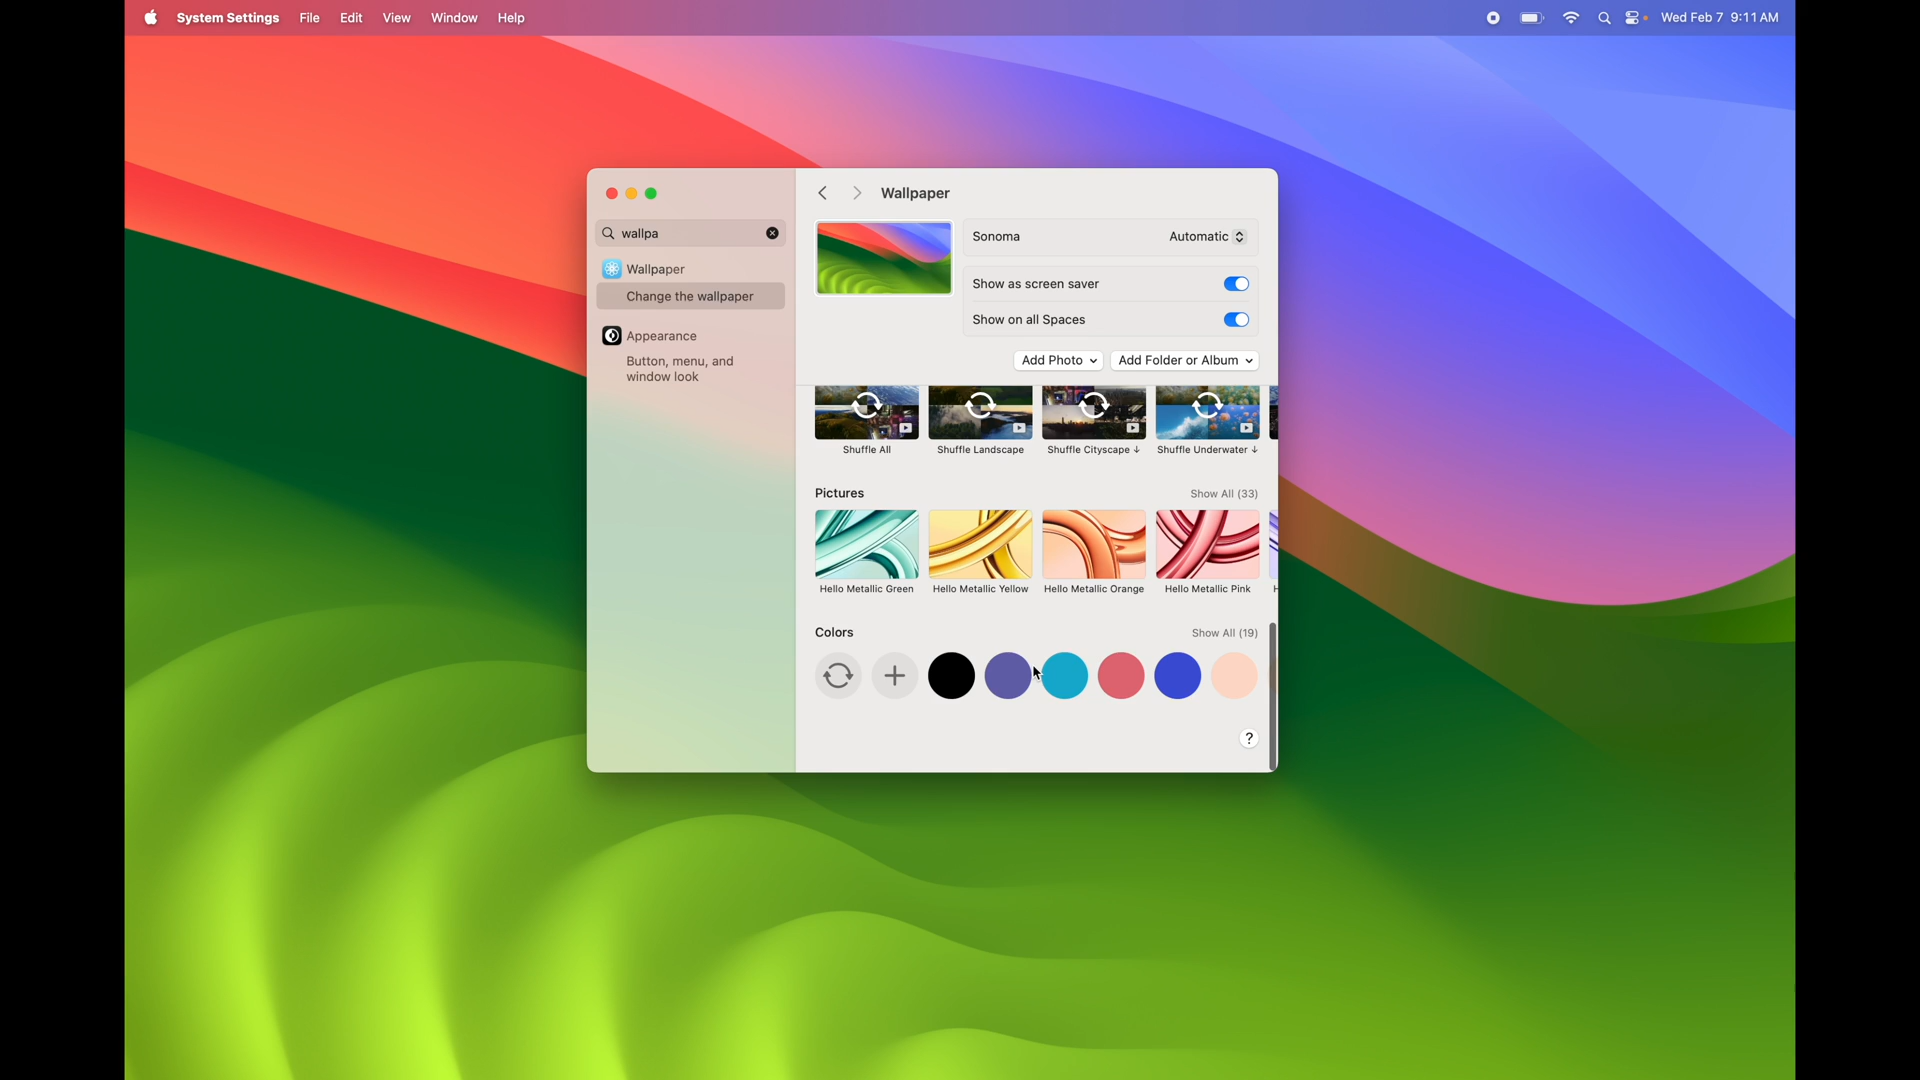 System Settings File Edit View Window Help Wed Feb 7 9:11 AM
Wallpaper
wallpa
Wallpaper
Change the wallpaper
Appearance
Button, menu, and
window look
Sonoma Automatic
Show as screen saver
Show on all Spaces
Add Photo Add Folder or Album
Shuffle All Shuffle Landscape Shuffle Cityscape ↓ Shuffle Underwater ↓
Pictures Show All (33)
Hello Metallic Green Hello Metallic Yellow Hello Metallic Orange Hello Metallic Pink
Colors Show All (19)
?